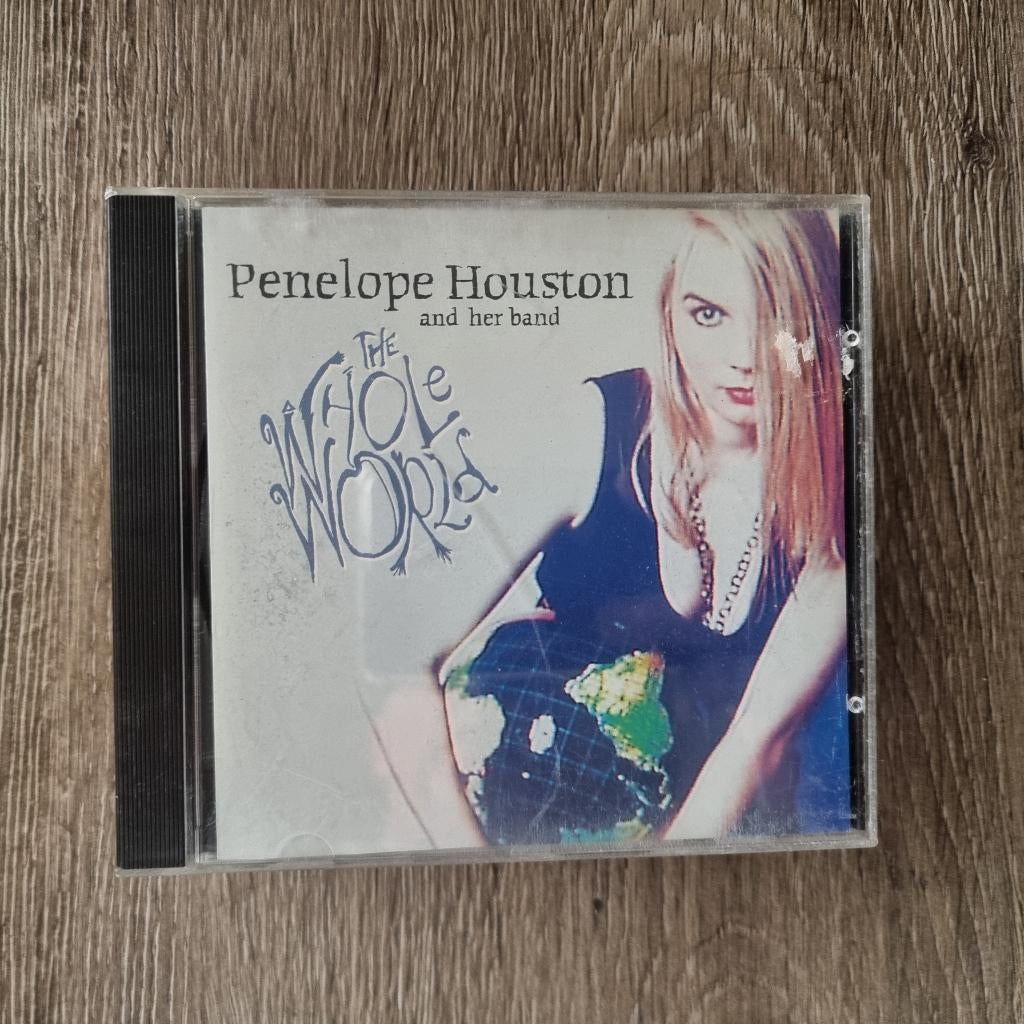 Penelope Houston
and her band
THE
WHOLe
WORLd